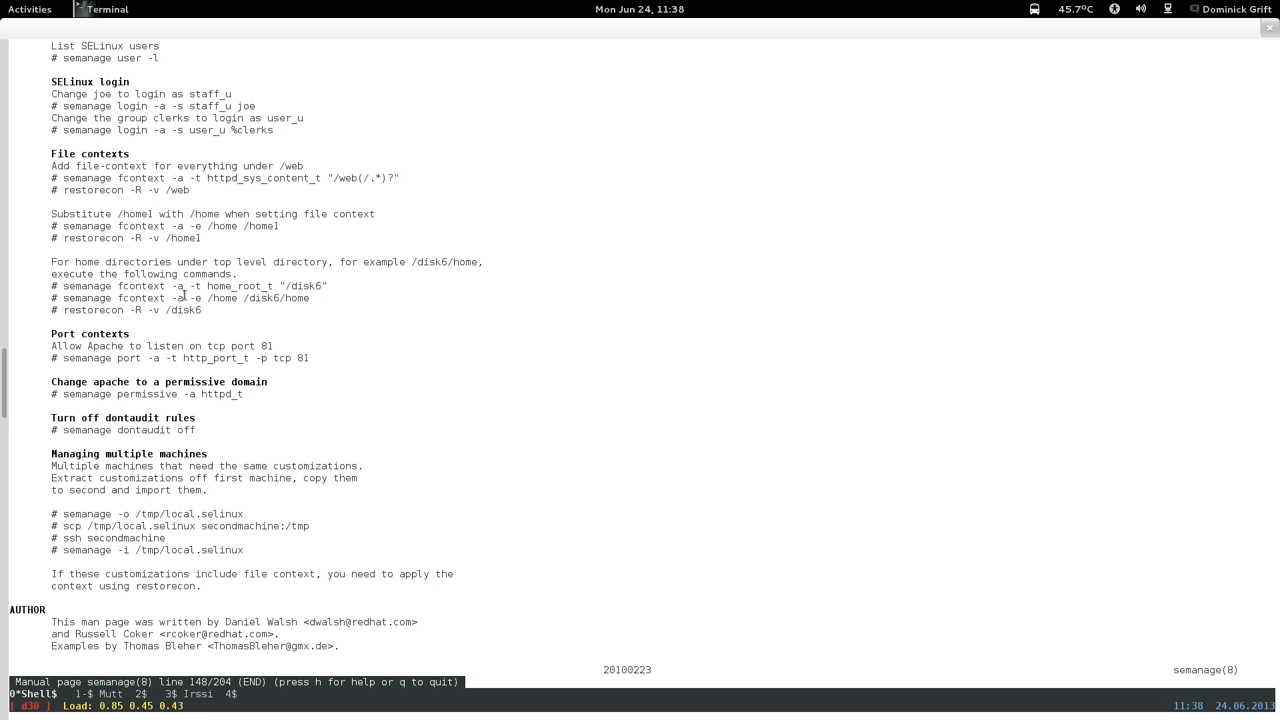 Activities Terminal Mon Jun 24, 11:38 45.7ºC Dominick Grift
List SELinux users
# semanage user -l
SELinux login
Change joe to login as staff_u
# semanage login -a -s staff_u joe
Change the group clerks to login as user_u
# semanage login -a -s user_u %clerks
File contexts
Add file-context for everything under /web
# semanage fcontext -a -t httpd_sys_content_t "/web(/.*)?"
# restorecon -R -v /web
Substitute /home1 with /home when setting file context
# semanage fcontext -a -e /home /home1
# restorecon -R -v /home1
For home directories under top level directory, for example /disk6/home,
execute the following commands.
# semanage fcontext -a -t home_root_t "/disk6"
# semanage fcontext -a -e /home /disk6/home
# restorecon -R -v /disk6
Port contexts
Allow Apache to listen on tcp port 81
# semanage port -a -t http_port_t -p tcp 81
Change apache to a permissive domain
# semanage permissive -a httpd_t
Turn off dontaudit rules
# semanage dontaudit off
Managing multiple machines
Multiple machines that need the same customizations.
Extract customizations off first machine, copy them
to second and import them.
# semanage -o /tmp/local.selinux
# scp /tmp/local.selinux secondmachine:/tmp
# ssh secondmachine
# semanage -i /tmp/local.selinux
If these customizations include file context, you need to apply the
context using restorecon.
AUTHOR
This man page was written by Daniel Walsh <dwalsh@redhat.com>
and Russell Coker <rcoker@redhat.com>.
Examples by Thomas Bleher <ThomasBleher@gmx.de>.
20100223 semanage(8)
Manual page semanage(8) line 148/204 (END) (press h for help or q to quit)
0*Shell$ 1-$ Mutt 2$ 3$ Irssi 4$
[ d30 ] Load: 0.85 0.45 0.43 11:38 24.06.2013